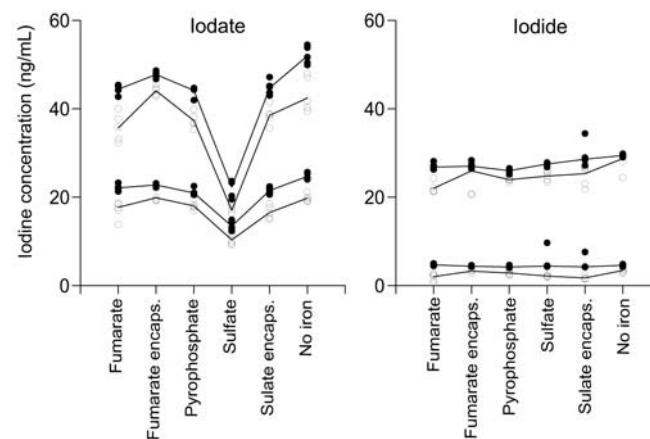 Iodate
Iodide
Iodine concentration (ng/mL)
60
40
20
0
Fumarate
Fumarate encaps.
Pyrophosphate
Sulfate
Sulate encaps.
No iron
60
40
20
0
Fumarate
Fumarate encaps.
Pyrophosphate
Sulfate
Sulate encaps.
No iron